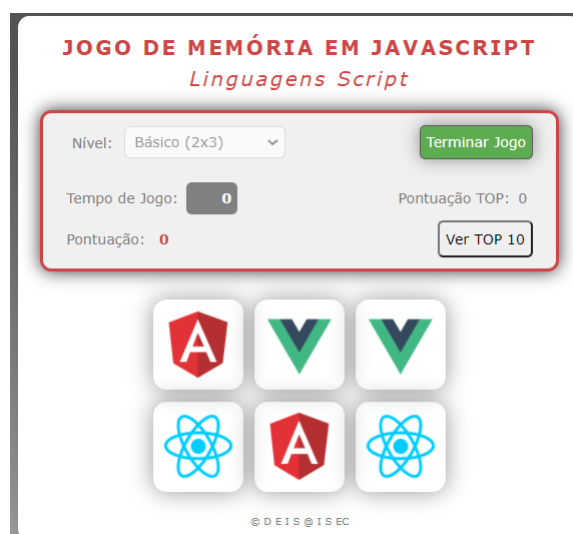 JOGO DE MEMÓRIA EM JAVASCRIPT
Linguagens Script
Nível: Básico (2x3) Terminar Jogo
Tempo de Jogo: 0 Pontuação TOP: 0
Pontuação: 0 Ver TOP 10
A
A
© D E I S @ I S E C